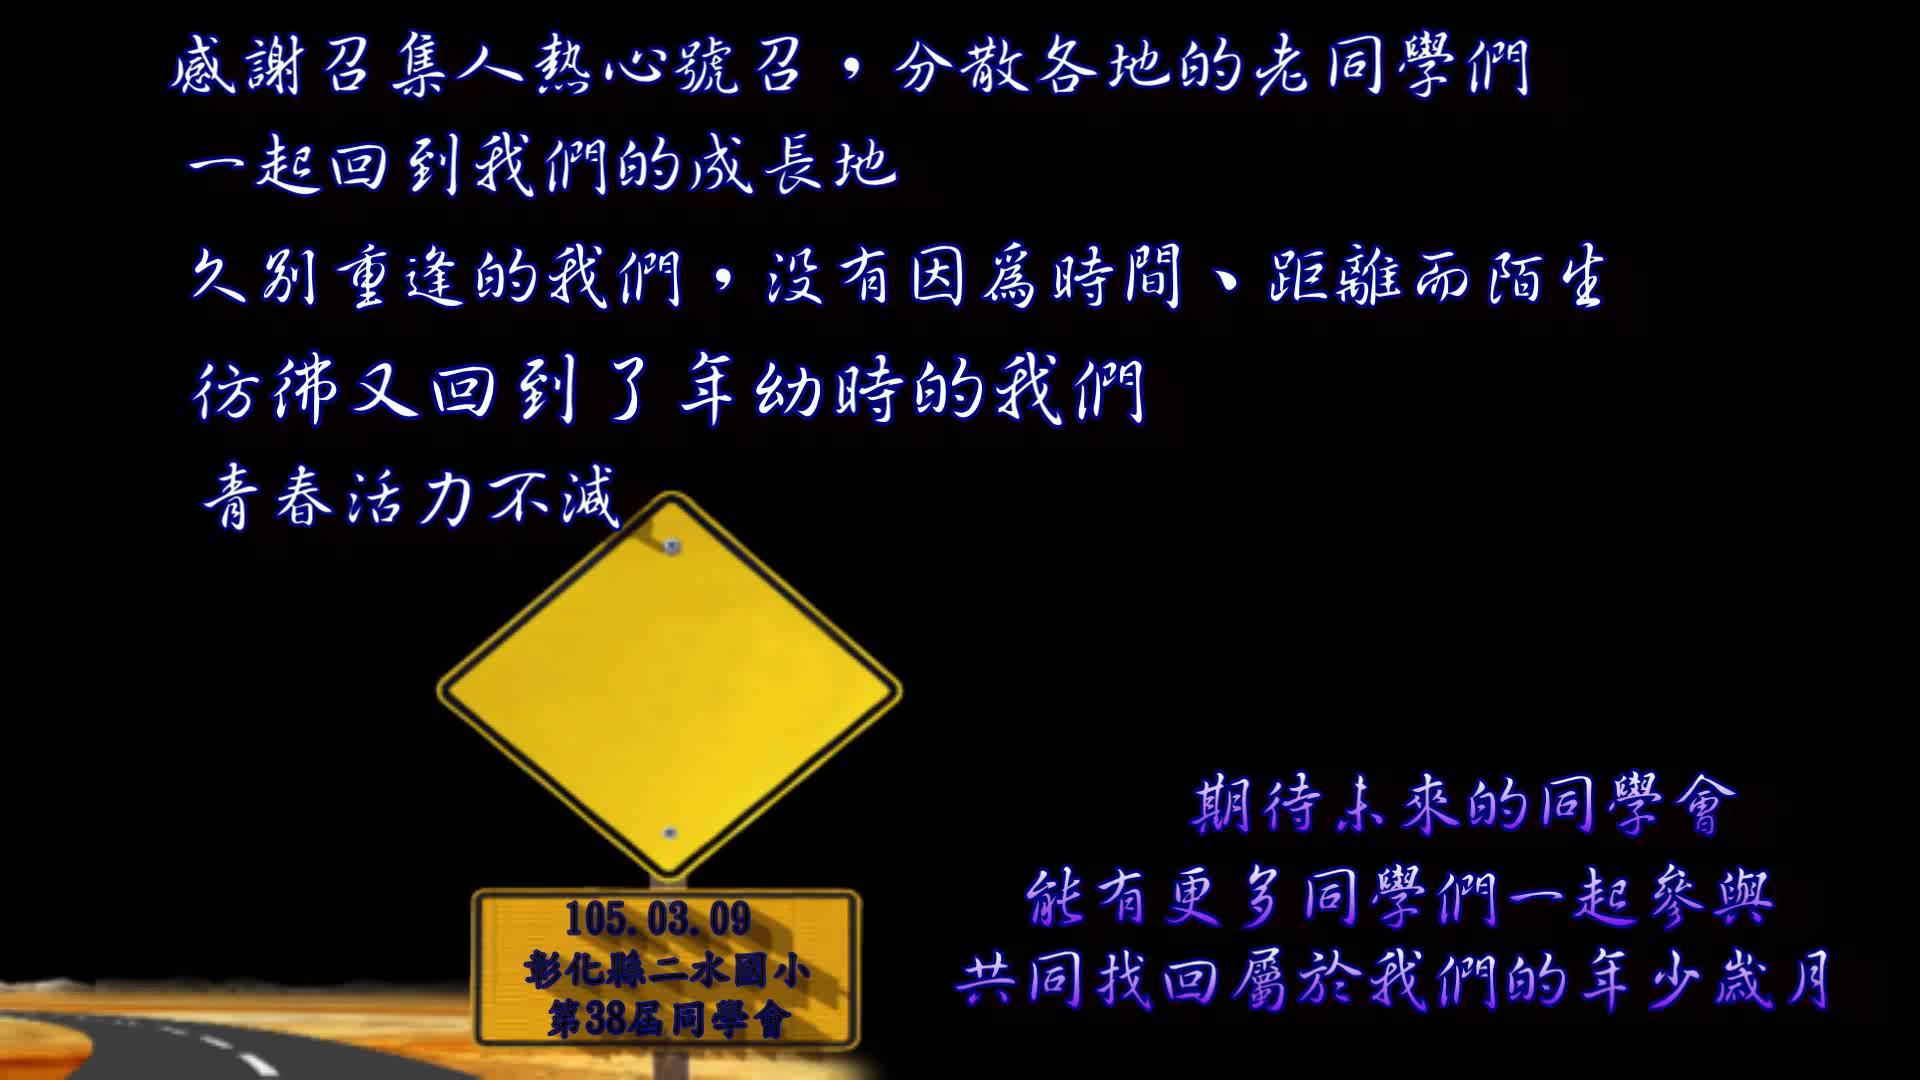 感謝召集人熱心號召，分散各地的老同學們
一起回到我們的成長地
久別重逢的我們，沒有因為時間、距離而陌生
彷彿又回到了年幼時的我們
青春活力不減
105.03.09
彰化縣二水國小
第38屆同學會
期待未來的同學會
能有更多同學們一起參與
共同找回屬於我們的年少歲月